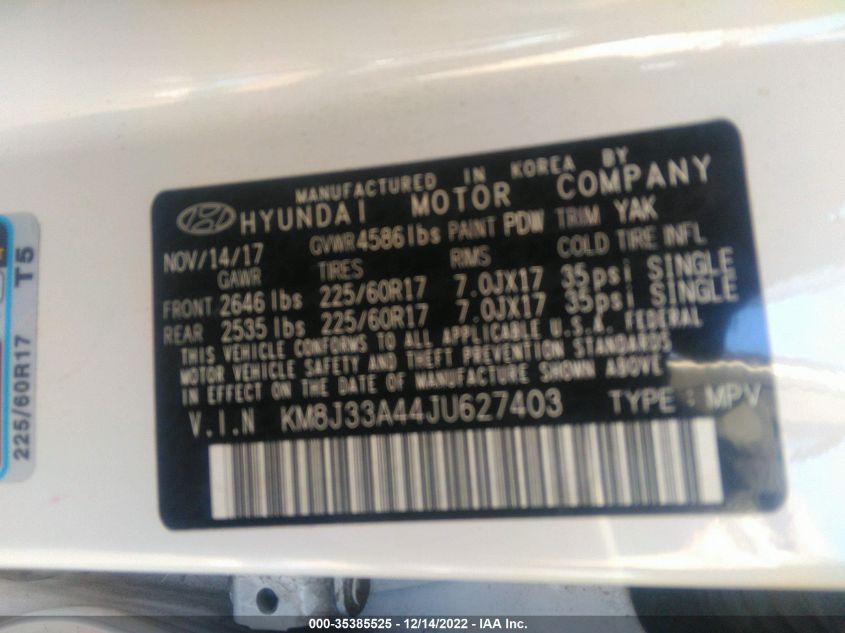 MANUFACTURED IN KOREA BY
HYUNDAI MOTOR COMPANY
NOV/14/17 GVWR 4586 lbs PAINT PDW TRIM YAK
GAWR TIRES RIMS COLD TIRE INFL
FRONT 2646 lbs 225/60R17 7.0JX17 35psi SINGLE
REAR 2535 lbs 225/60R17 7.0JX17 35psi SINGLE
THIS VEHICLE CONFORMS TO ALL APPLICABLE U.S.A. FEDERAL
MOTOR VEHICLE SAFETY AND THEFT PREVENTION STANDARDS
IN EFFECT ON THE DATE OF MANUFACTURE SHOWN ABOVE
V.I.N KM8J33A44JU627403 TYPE : MPV
225/60R17 T5
000-35385525 - 12/14/2022 - IAA Inc.